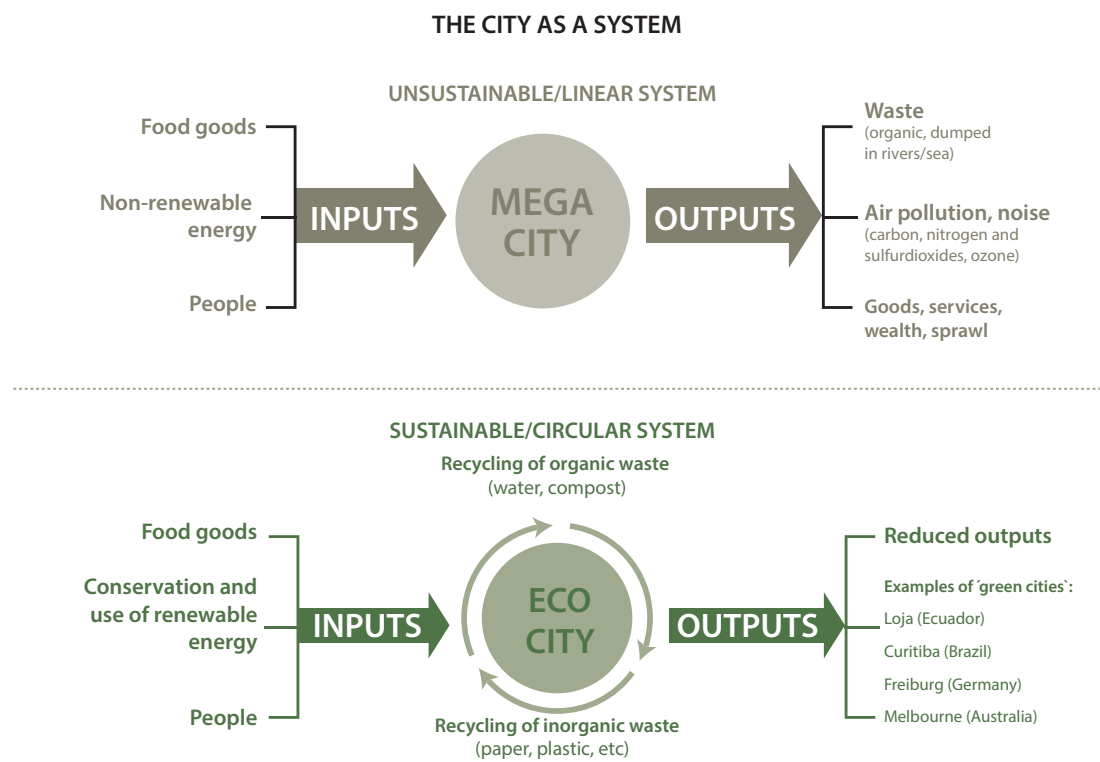 THE CITY AS A SYSTEM
UNSUSTAINABLE/LINEAR SYSTEM
Food goods
Non-renewable
energy
People
INPUTS
MEGA
CITY
OUTPUTS
Waste
(organic, dumped
in rivers/sea)
Air pollution, noise
(carbon, nitrogen and
sulfurdioxides, ozone)
Goods, services,
wealth, sprawl
SUSTAINABLE/CIRCULAR SYSTEM
Recycling of organic waste
(water, compost)
Food goods
Conservation and
use of renewable
energy
People
INPUTS
ECO
CITY
Recycling of inorganic waste
(paper, plastic, etc)
OUTPUTS
Reduced outputs
Examples of ´green cities`:
Loja (Ecuador)
Curitiba (Brazil)
Freiburg (Germany)
Melbourne (Australia)